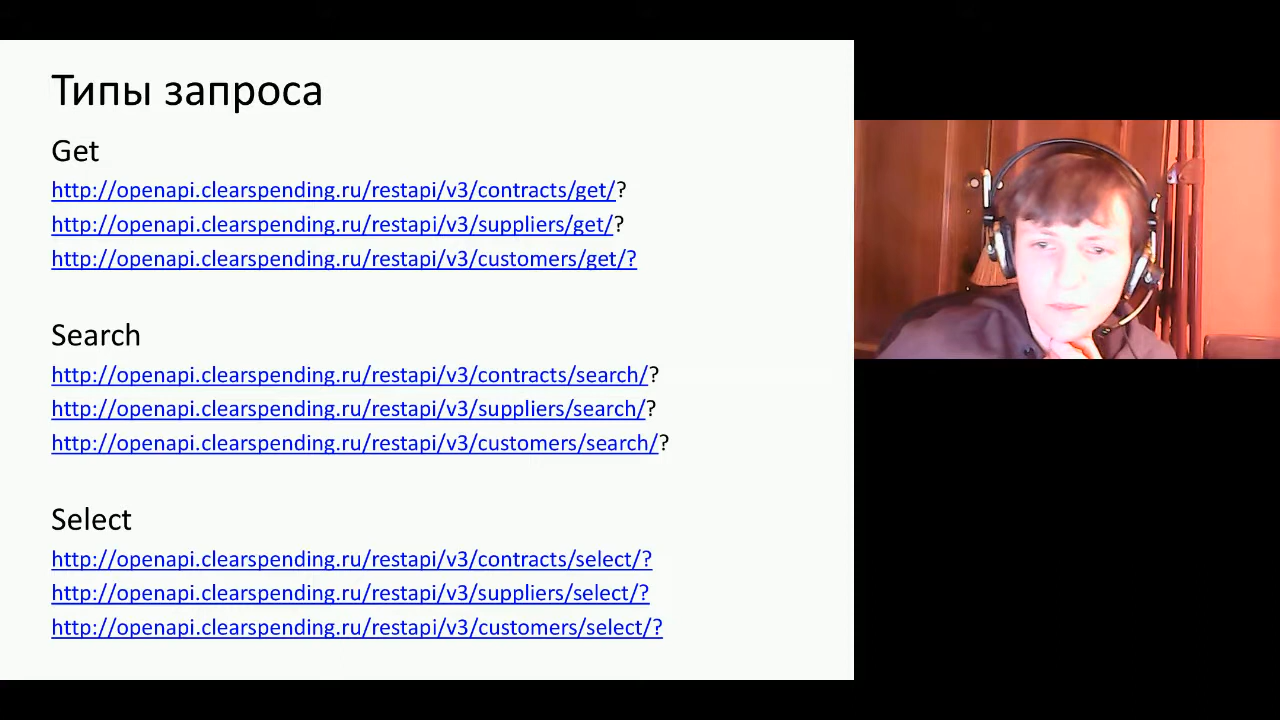 Типы запроса
Get
http://openapi.clearspending.ru/restapi/v3/contracts/get/?
http://openapi.clearspending.ru/restapi/v3/suppliers/get/?
http://openapi.clearspending.ru/restapi/v3/customers/get/?
Search
http://openapi.clearspending.ru/restapi/v3/contracts/search/?
http://openapi.clearspending.ru/restapi/v3/suppliers/search/?
http://openapi.clearspending.ru/restapi/v3/customers/search/?
Select
http://openapi.clearspending.ru/restapi/v3/contracts/select/?
http://openapi.clearspending.ru/restapi/v3/suppliers/select/?
http://openapi.clearspending.ru/restapi/v3/customers/select/?